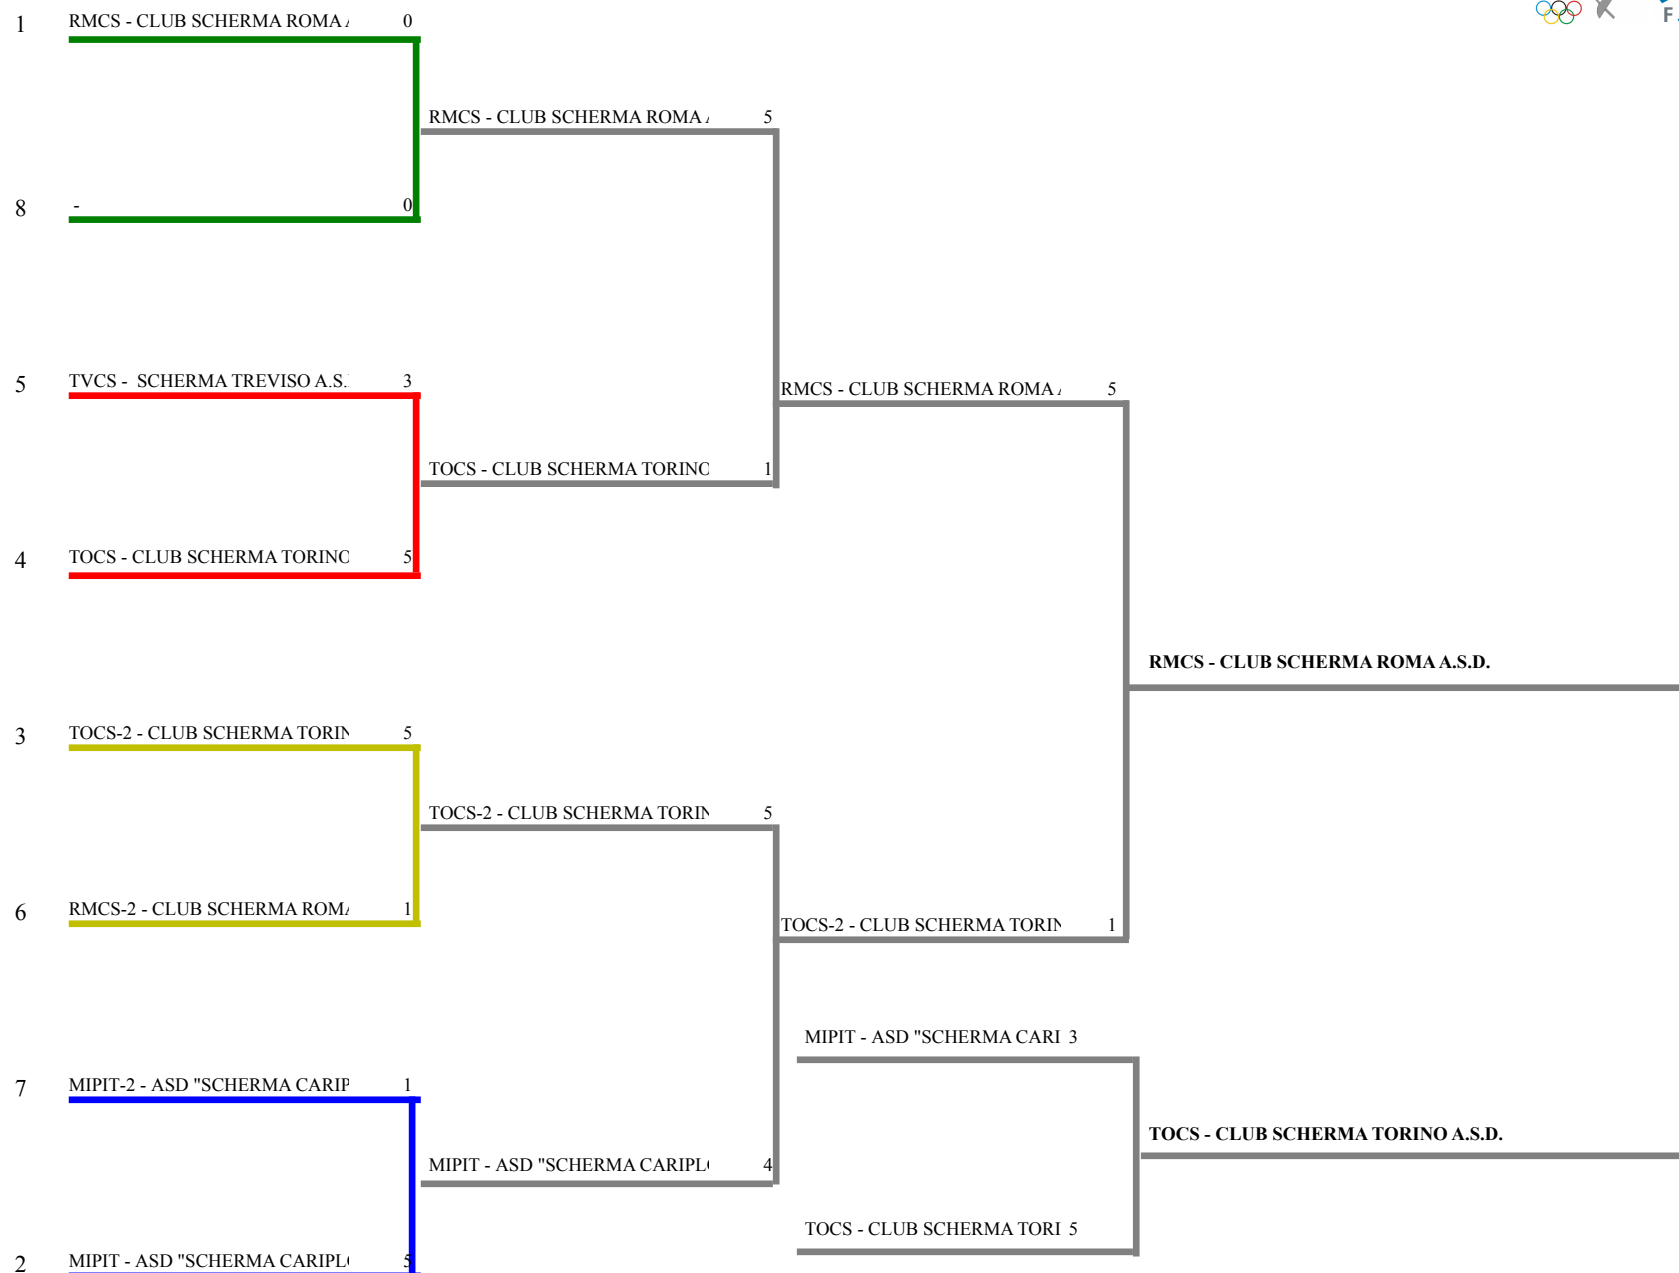 1 RMCS - CLUB SCHERMA ROMA 0
RMCS - CLUB SCHERMA ROMA 5
8 - 0
5 TVCS - SCHERMA TREVISO A.S. 3
RMCS - CLUB SCHERMA ROMA 5
TOCS - CLUB SCHERMA TORINO 1
4 TOCS - CLUB SCHERMA TORINO 5
RMCS - CLUB SCHERMA ROMA A.S.D.
3 TOCS-2 - CLUB SCHERMA TORIN 5
TOCS-2 - CLUB SCHERMA TORIN 5
6 RMCS-2 - CLUB SCHERMA ROMA 1
TOCS-2 - CLUB SCHERMA TORIN 1
MIPIT - ASD "SCHERMA CARI 3
7 MIPIT-2 - ASD "SCHERMA CARIP 1
TOCS - CLUB SCHERMA TORINO A.S.D.
MIPIT - ASD "SCHERMA CARIPL 4
TOCS - CLUB SCHERMA TORI 5
2 MIPIT - ASD "SCHERMA CARIPL 5
F